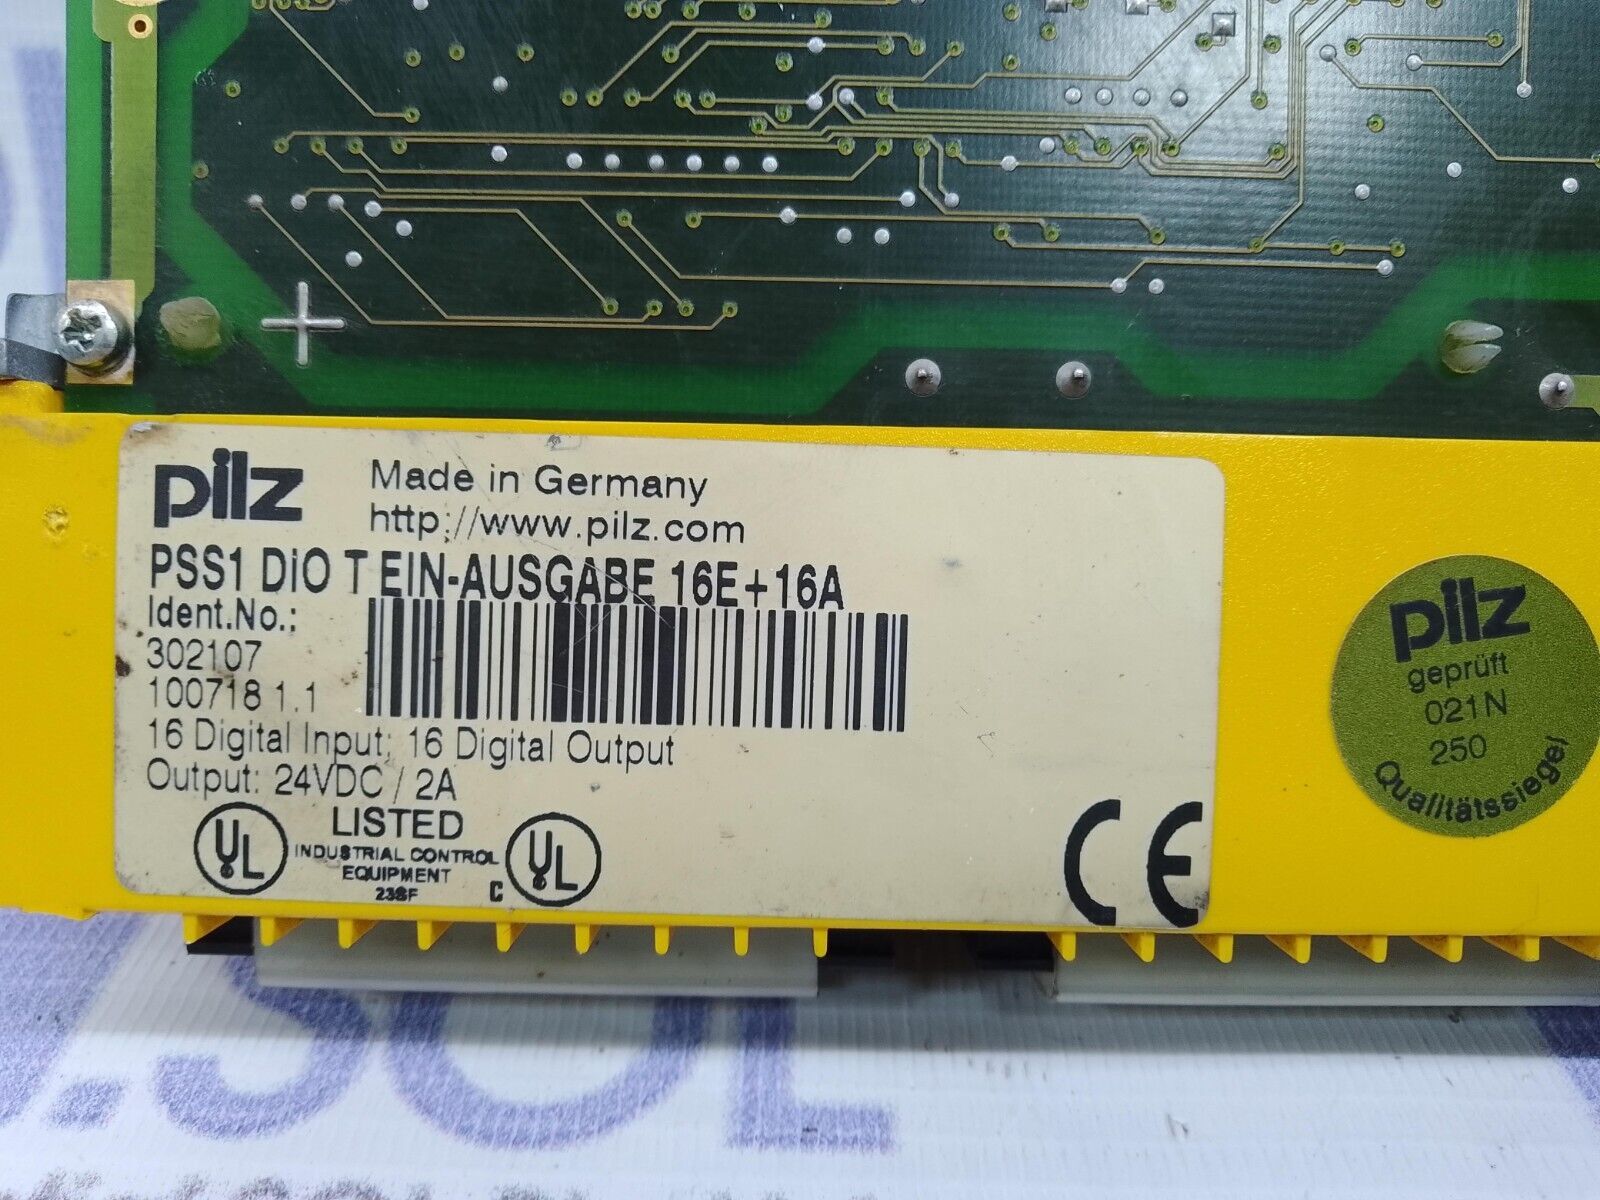 pilz
Made in Germany
http://www.pilz.com
PSS1 DiO T EIN-AUSGABE 16E+16A
Ident.No.:
302107
100718 1.1
16 Digital Input; 16 Digital Output
Output: 24VDC / 2A
UL
LISTED
INDUSTRIAL CONTROL
EQUIPMENT
C UL
CE
pilz
geprüft
021N
250
Qualitätssiegel